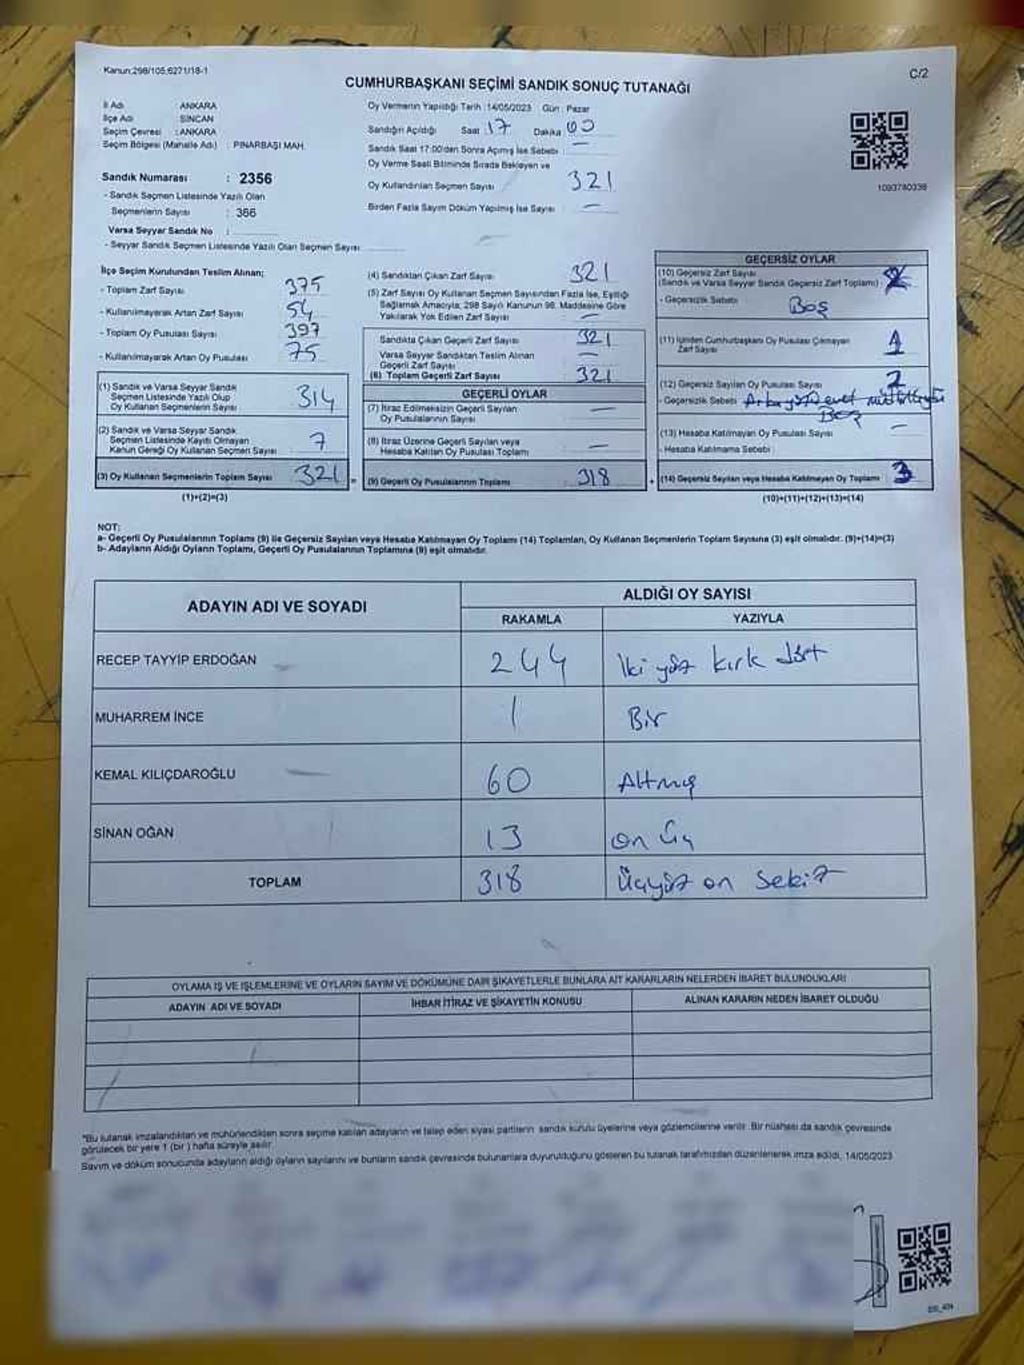 Kanun:298/105,6271/18-1
C/2
CUMHURBAŞKANI SEÇİMİ SANDIK SONUÇ TUTANAĞI
İl Adı : ANKARA
İlçe Adı : SİNCAN
Seçim Çevresi : ANKARA
Seçim Bölgesi (Mahalle Adı) : PINARBAŞI MAH.
Sandık Numarası : 2356
- Sandık Seçmen Listesinde Yazılı Olan
Seçmenlerin Sayısı : 366
Varsa Seyyar Sandık No :
- Seyyar Sandık Seçmen Listesinde Yazılı Olan Seçmen Sayısı
Oy Vermenin Yapıldığı Tarih :14/05/2023 Gün : Pazar
Sandığın Açıldığı Saat 17 Dakika 00
Sandık Saat 17:00'den Sonra Açılmış İse Sebebi : —
Oy Verme Saati Bitiminde Sırada Bekleyen ve
Oy Kullandırılan Seçmen Sayısı 321
Birden Fazla Sayım Döküm Yapılmış İse Sayısı —
1093780338
İlçe Seçim Kurulundan Teslim Alınan;
- Toplam Zarf Sayısı 375
- Kullanılmayarak Artan Zarf Sayısı 54
- Toplam Oy Pusulası Sayısı 397
- Kullanılmayarak Artan Oy Pusulası 75
(1) Sandık ve Varsa Seyyar Sandık
Seçmen Listesinde Yazılı Olup
Oy Kullanan Seçmenlerin Sayısı 314
(2) Sandık ve Varsa Seyyar Sandık
Seçmen Listesinde Kayıtlı Olmayan
Kanun Gereği Oy Kullanan Seçmen Sayısı 7
(3) Oy Kullanan Seçmenlerin Toplam Sayısı 321
(1)+(2)=(3)
(4) Sandıktan Çıkan Zarf Sayısı 321
(5) Zarf Sayısı Oy Kullanan Seçmen Sayısından Fazla İse, Eşitliği
Sağlamak Amacıyla; 298 Sayılı Kanunun 98. Maddesine Göre
Yakılarak Yok Edilen Zarf Sayısı —
Sandıkta Çıkan Geçerli Zarf Sayısı 321
Varsa Seyyar Sandıktan Teslim Alınan
Geçerli Zarf Sayısı —
(6) Toplam Geçerli Zarf Sayısı 321
GEÇERLİ OYLAR
(7) İtiraz Edilmeksizin Geçerli Sayılan
Oy Pusulalarının Sayısı —
(8) İtiraz Üzerine Geçerli Sayılan veya
Hesaba Katılan Oy Pusulası Toplamı —
= (9) Geçerli Oy Pusulalarının Toplamı 318
GEÇERSİZ OYLAR
(10) Geçersiz Zarf Sayısı
(Sandık ve Varsa Seyyar Sandık Geçersiz Zarf Toplamı)
- Geçersizlik Sebebi Boş
(11) İçinden Cumhurbaşkanı Oy Pusulası Çıkmayan
Zarf Sayısı 1
(12) Geçersiz Sayılan Oy Pusulası Sayısı 2
- Geçersizlik Sebebi
Boş
(13) Hesaba Katılmayan Oy Pusulası Sayısı —
- Hesaba Katılmama Sebebi :
+ (14) Geçersiz Sayılan veya Hesaba Katılmayan Oy Toplamı 3
(10)+(11)+(12)+(13)=(14)
NOT:
a- Geçerli Oy Pusulalarının Toplamı (9) ile Geçersiz Sayılan veya Hesaba Katılmayan Oy Toplamı (14) Toplamları, Oy Kullanan Seçmenlerin Toplam Sayısına (3) eşit olmalıdır. (9)+(14)=(3)
b- Adayların Aldığı Oyların Toplamı, Geçerli Oy Pusulalarının Toplamına (9) eşit olmalıdır.
ADAYIN ADI VE SOYADI
ALDIĞI OY SAYISI
RAKAMLA YAZIYLA
RECEP TAYYİP ERDOĞAN 244 İki yüz kırk dört
MUHARREM İNCE 1 Bir
KEMAL KILIÇDAROĞLU 60 Altmış
SİNAN OĞAN 13 on üç
TOPLAM 318 Üçyüz on sekiz
OYLAMA İŞ VE İŞLEMLERİNE VE OYLARIN SAYIM VE DÖKÜMÜNE DAİR ŞİKAYETLERLE BUNLARA AİT KARARLARIN NELERDEN İBARET BULUNDUKLARI
ADAYIN ADI VE SOYADI İHBAR İTİRAZ VE ŞİKAYETİN KONUSU ALINAN KARARIN NEDEN İBARET OLDUĞU
*Bu tutanak imzalandıktan ve mühürlendikten sonra seçime katılan adayların ve talep eden siyasi partilerin sandık kurulu üyelerine veya gözlemcilerine verilir. Bir nüshası da sandık çevresinde
görülecek bir yere 1 (bir) hafta süreyle asılır.
Sayım ve döküm sonucunda adayların aldığı oyların sayılarını ve bunların sandık çevresinde bulunanlara duyurulduğunu gösteren bu tutanak tarafımızdan düzenlenerek imza edildi. 14/05/2023